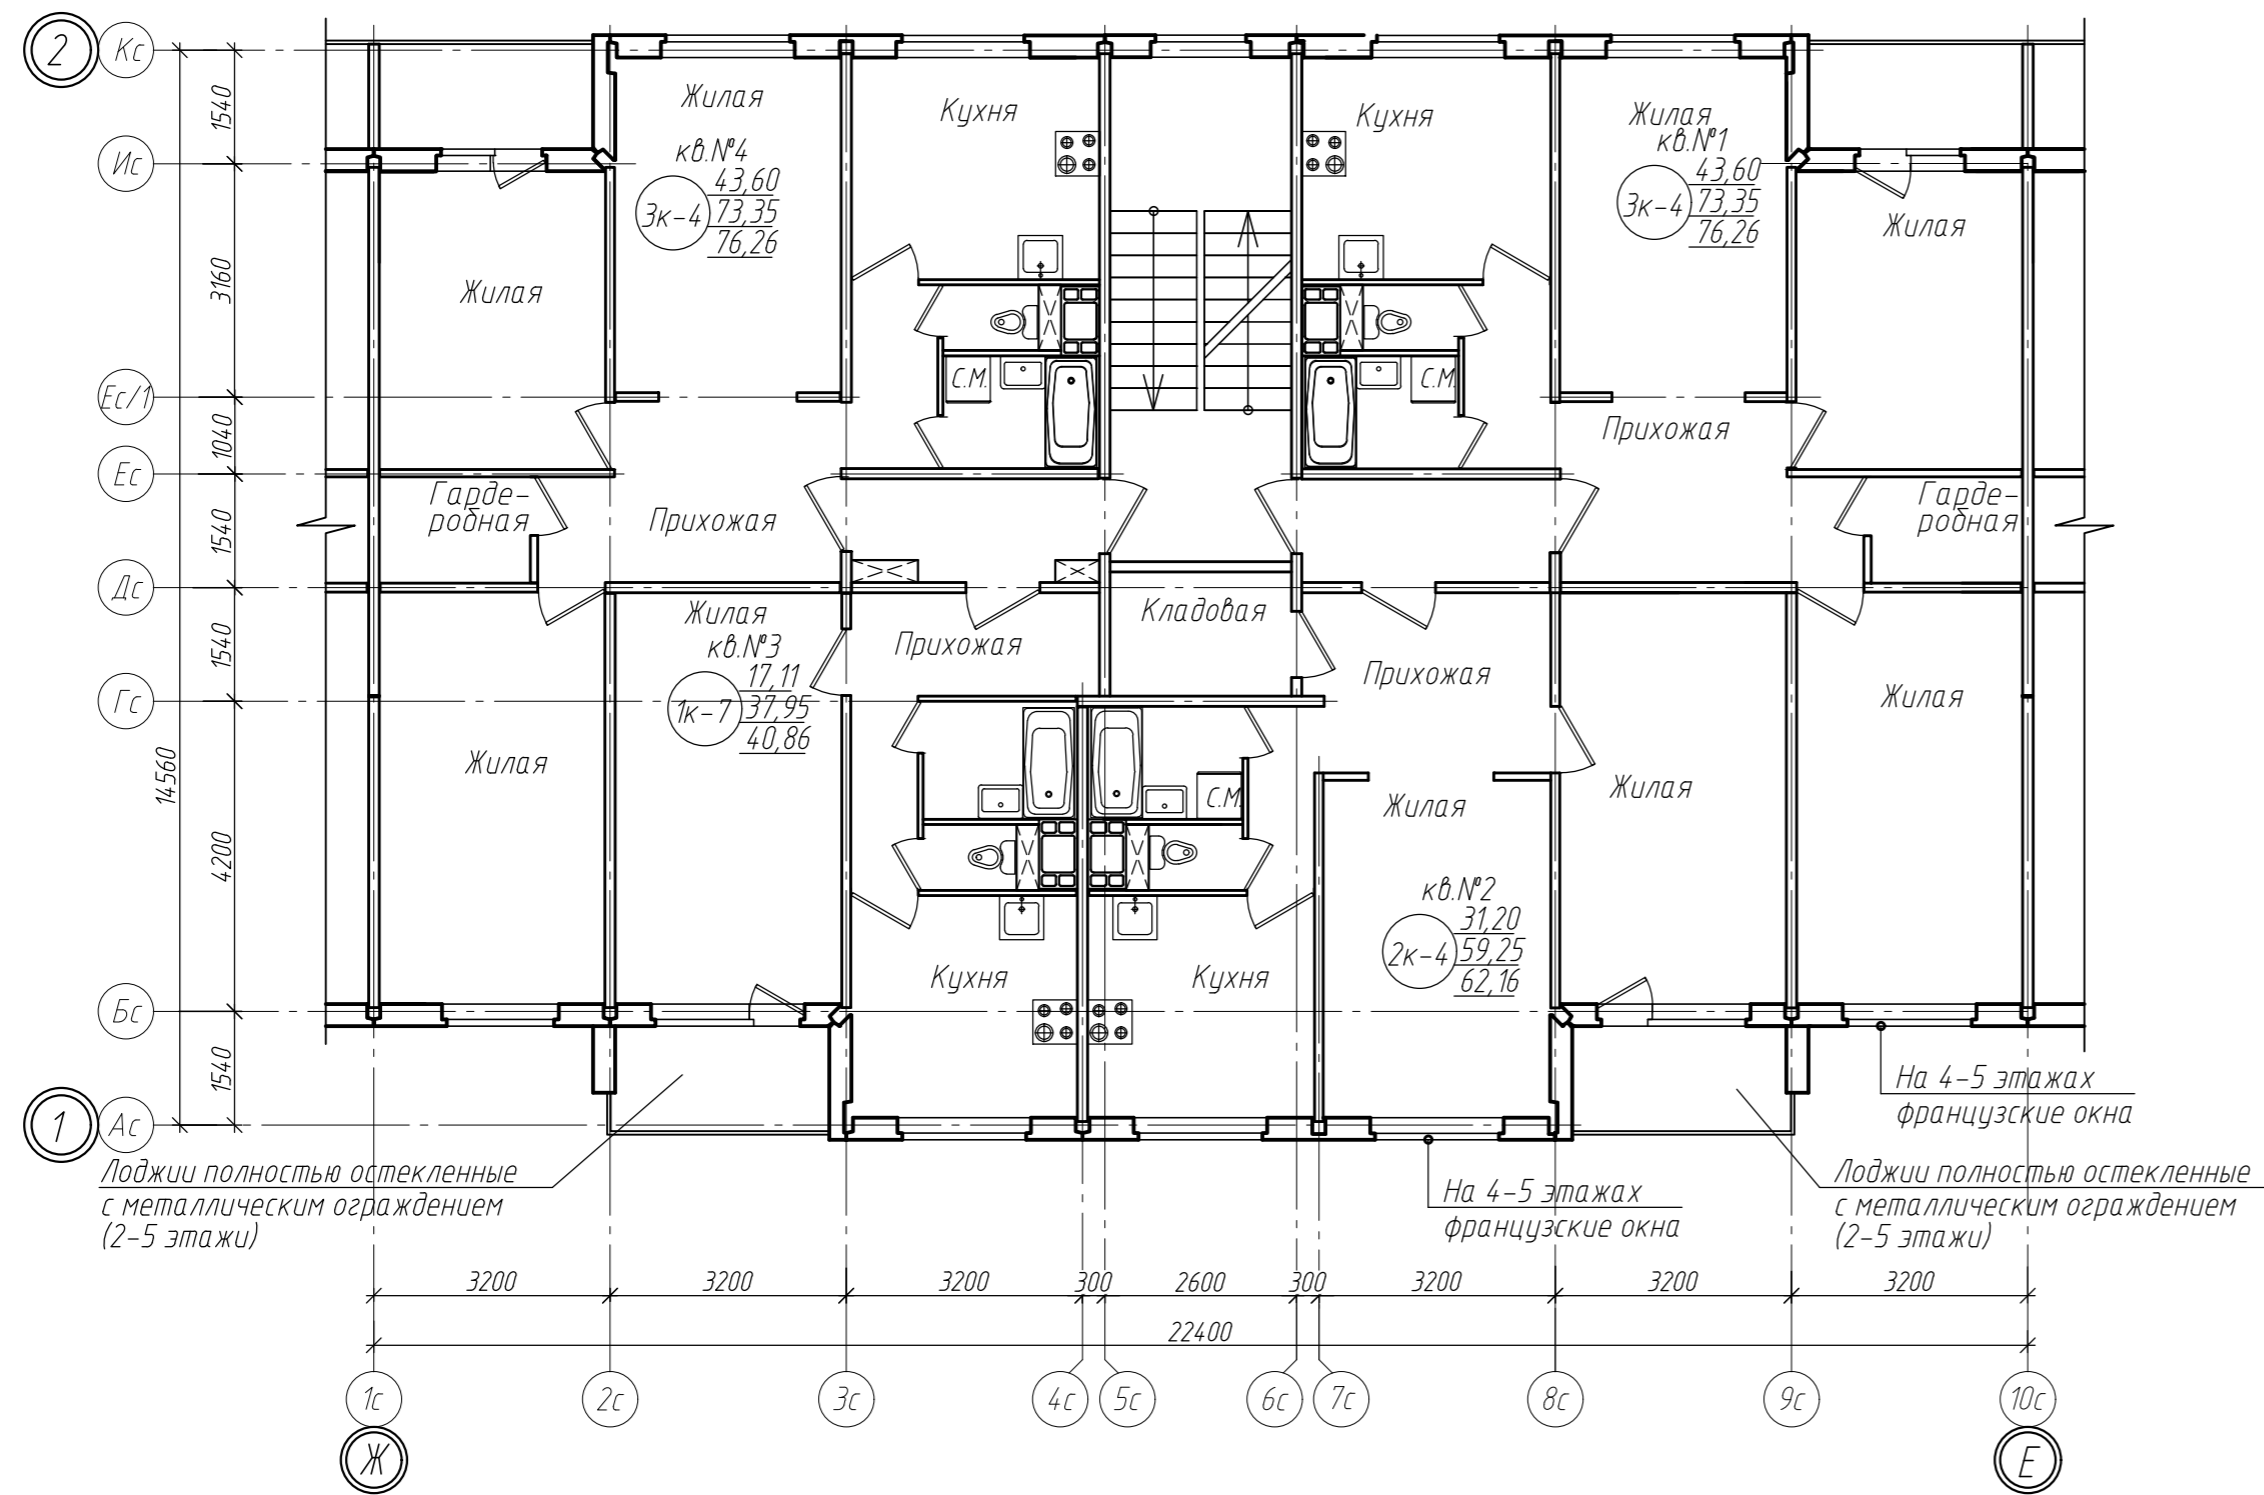 2
Кс
1540
Ис
3160
Ес/1
1040
Ес
1540
Дс
1540
Гс
14560
4200
Бс
1540
1
Ас
Жилая
кв.№4
3к-4
43,60
73,35
76,26
Кухня
Кухня
Жилая
кв.№1
3к-4
43,60
73,35
76,26
Жилая
Жилая
С.М.
С.М.
Прихожая
Гарде-
робная
Прихожая
Гарде-
робная
Жилая
кв.№3
1к-7
17,11
37,95
40,86
Прихожая
Кладовая
Прихожая
Жилая
Жилая
С.М.
Жилая
Жилая
кв.№2
2к-4
31,20
59,25
62,16
Кухня
Кухня
На 4-5 этажах
французские окна
Лоджии полностью остекленные
с металлическим ограждением
(2-5 этажи)
На 4-5 этажах
французские окна
Лоджии полностью остекленные
с металлическим ограждением
(2-5 этажи)
3200 3200 3200 300 2600 300 3200 3200 3200
22400
1с 2с 3с 4с 5с 6с 7с 8с 9с 10с
Ж Е